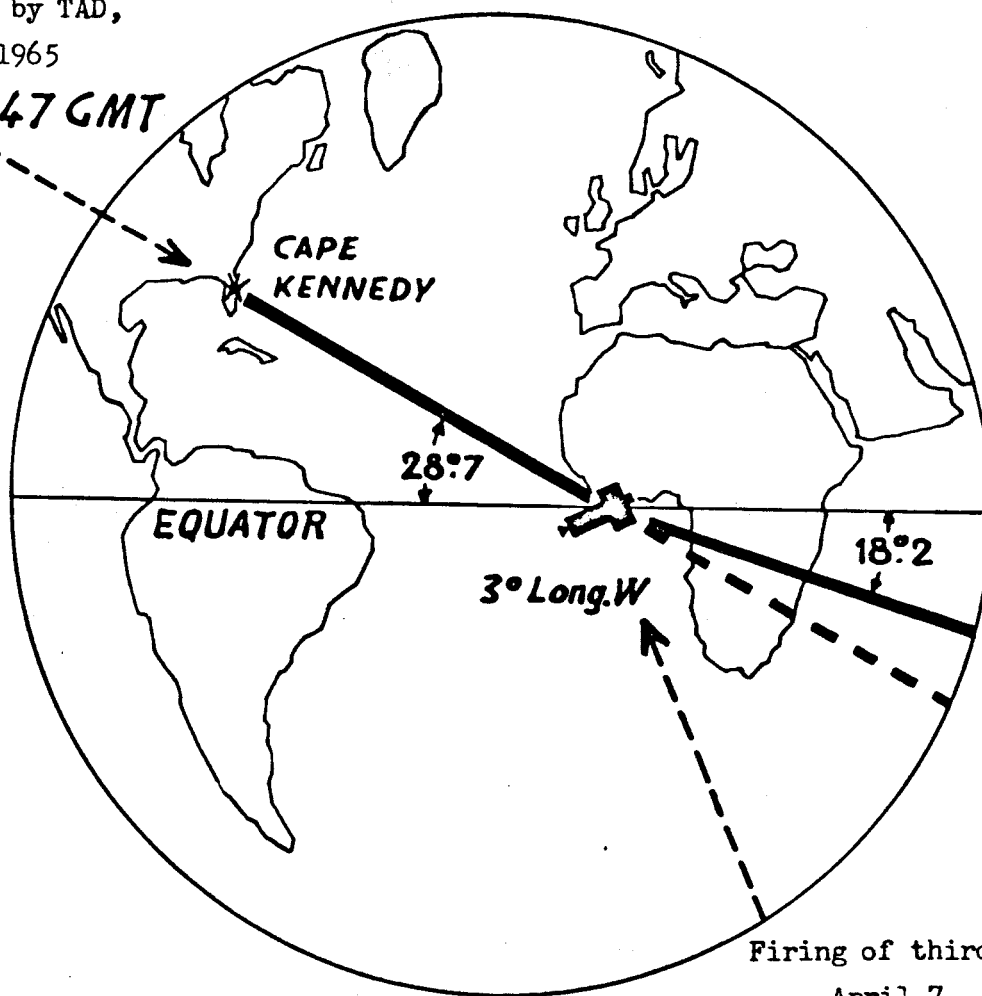 by TAD,
1965
47 GMT
CAPE
KENNEDY
28°.7
EQUATOR
18°.2
3° Long.W
Firing of third
April 7